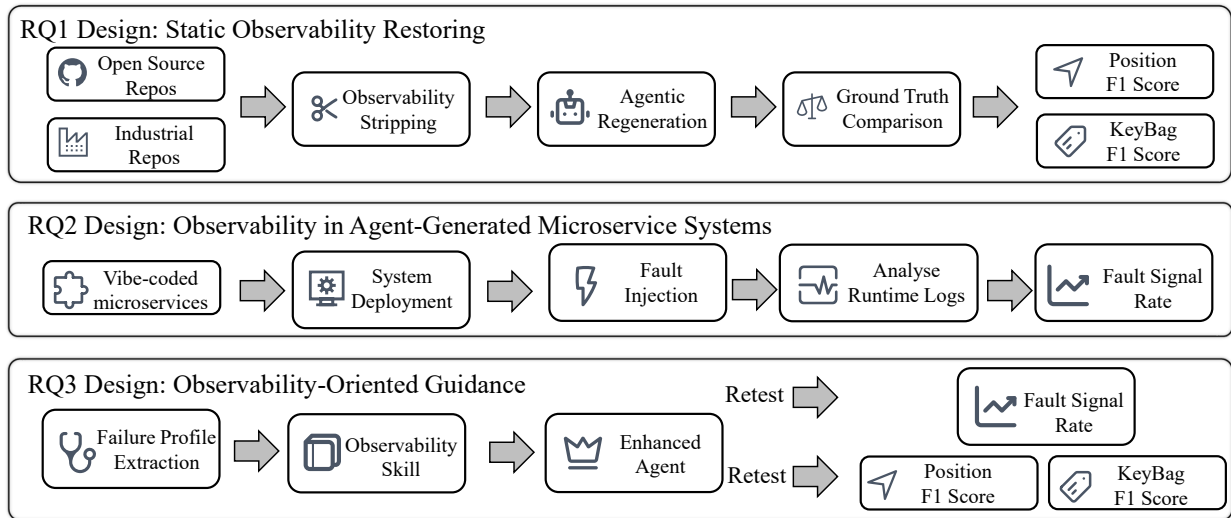 RQ1 Design: Static Observability Restoring
Open Source
Repos
Industrial
Repos
Observability
Stripping
Agentic
Regeneration
Ground Truth
Comparison
Position
F1 Score
KeyBag
F1 Score
RQ2 Design: Observability in Agent-Generated Microservice Systems
Vibe-coded
microservices
System
Deployment
Fault
Injection
Analyse
Runtime Logs
Fault Signal
Rate
RQ3 Design: Observability-Oriented Guidance
Failure Profile
Extraction
Observability
Skill
Enhanced
Agent
Retest
Fault Signal
Rate
Retest
Position
F1 Score
KeyBag
F1 Score